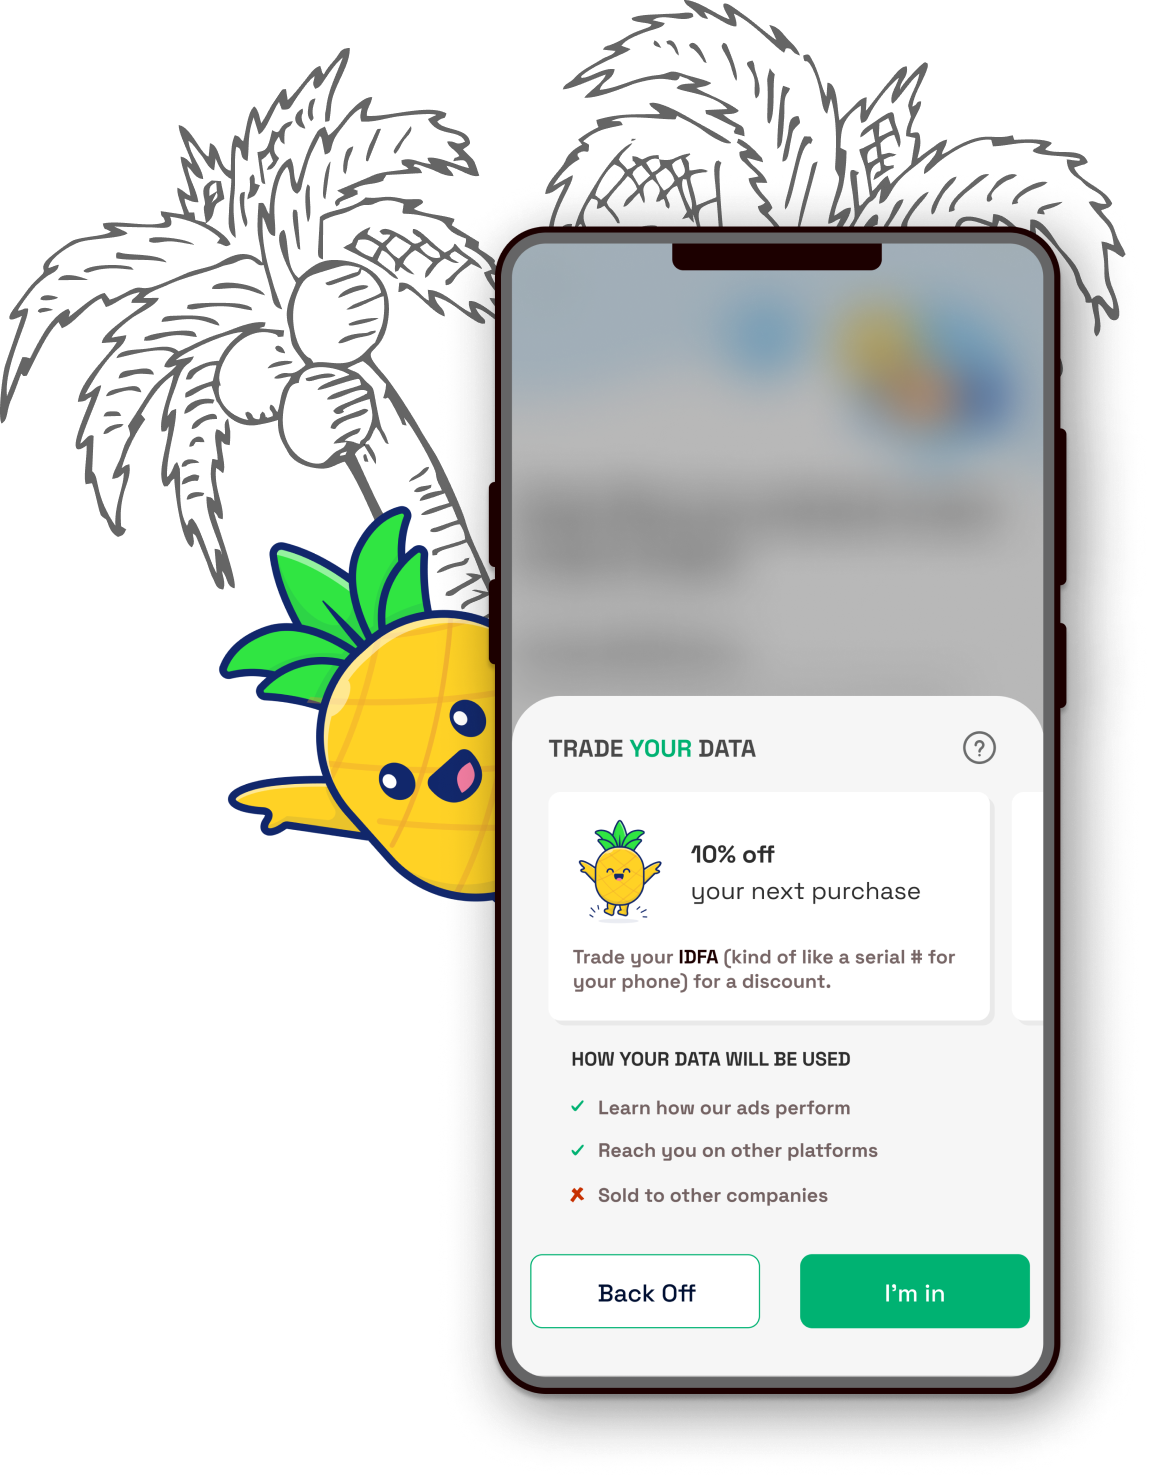 TRADE YOUR DATA
?
10% off
your next purchase
Trade your IDFA (kind of like a serial # for
your phone) for a discount.
HOW YOUR DATA WILL BE USED
Learn how our ads perform
Reach you on other platforms
Sold to other companies
Back Off
I'm in